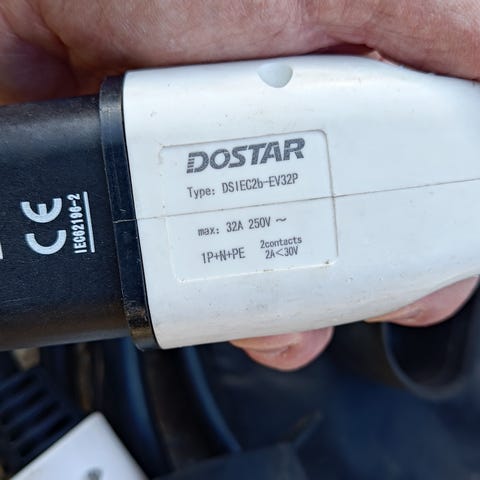 DOSTAR
Type: DSIEC2b-EV32P
max: 32A 250V ~
1P+N+PE 2contacts
2A<30V
CE
IEC62196-2